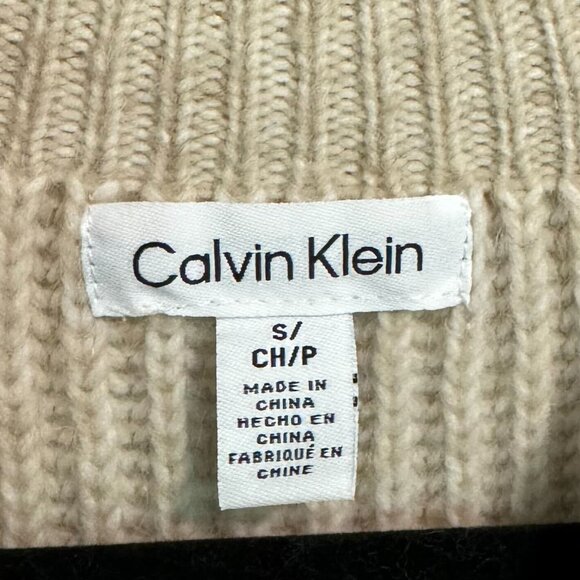 Calvin Klein
S/
CH/P
MADE IN
CHINA
HECHO EN
CHINA
FABRIQUÉ EN
CHINE